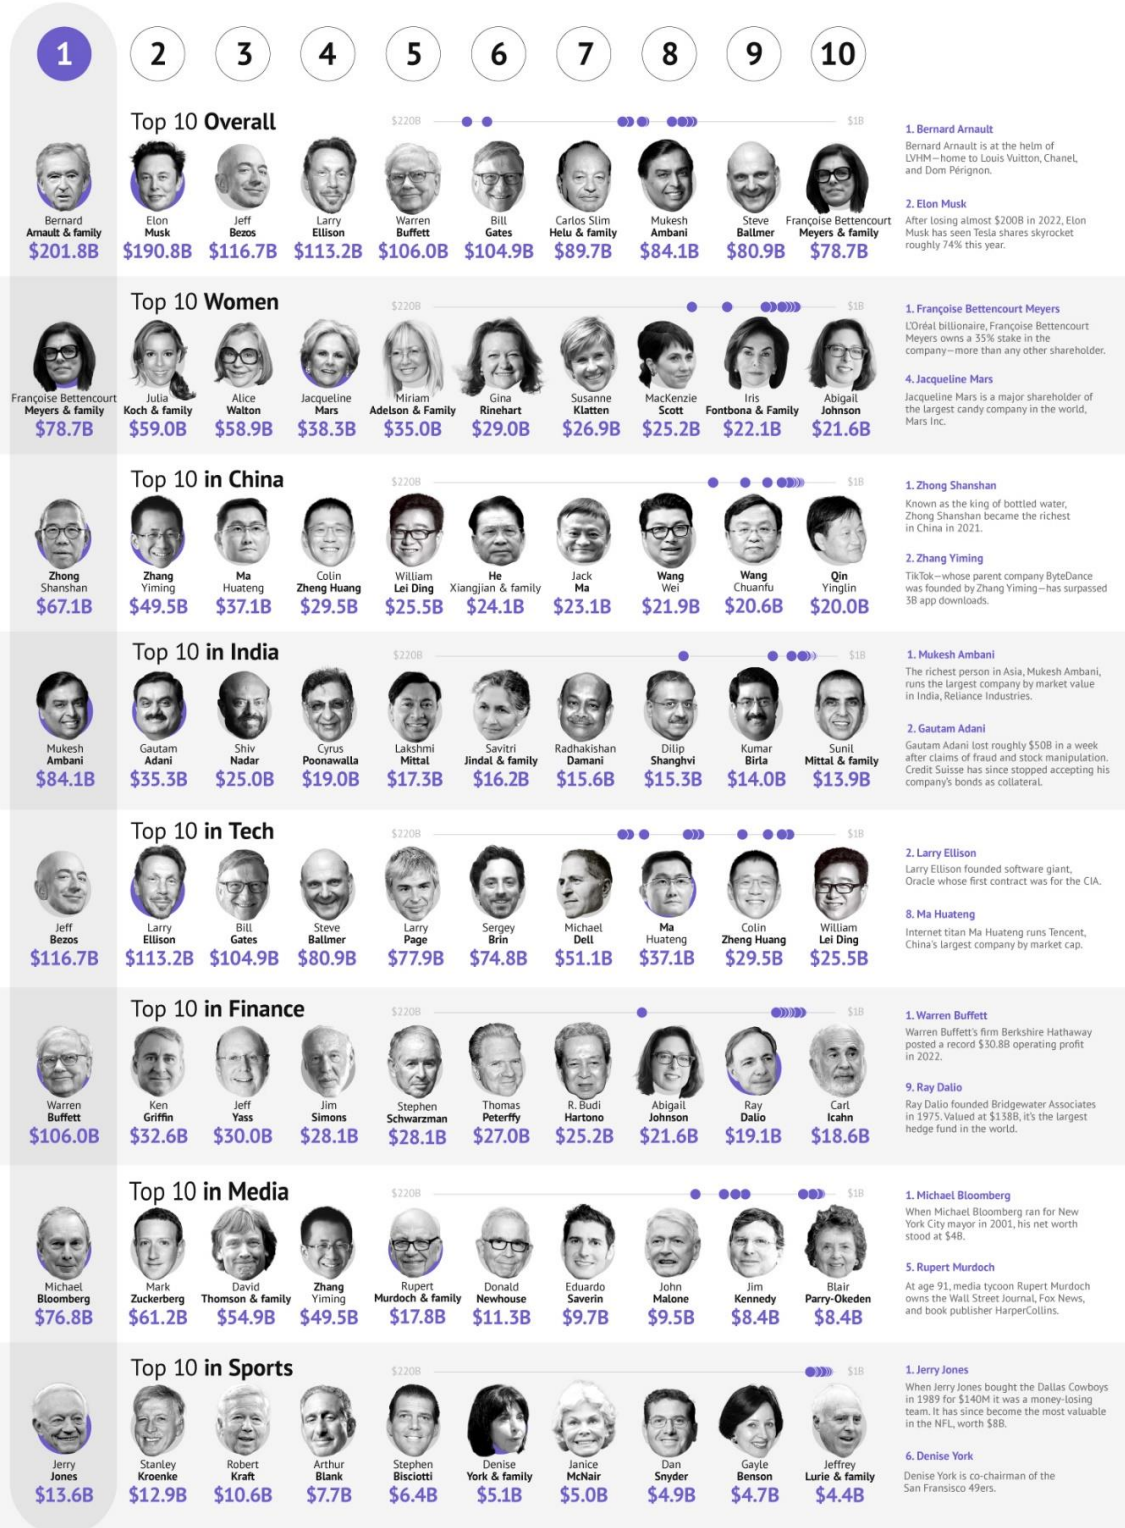 1 2 3 4 5 6 7 8 9 10
Top 10 Overall
$220B $1B
Bernard Elon Jeff Larry Warren Bill Carlos Slim Mukesh Steve Françoise Bettencourt
Arnault & family Musk Bezos Ellison Buffett Gates Helu & family Ambani Ballmer Meyers & family
$201.8B $190.8B $116.7B $113.2B $106.0B $104.9B $89.7B $84.1B $80.9B $78.7B
1. Bernard Arnault
Bernard Arnault is at the helm of
LVHM—home to Louis Vuitton, Chanel,
and Dom Pérignon.
2. Elon Musk
After losing almost $200B in 2022, Elon
Musk has seen Tesla shares skyrocket
roughly 74% this year.
Top 10 Women
$220B $1B
Françoise Bettencourt Julia Alice Jacqueline Miriam Gina Susanne MacKenzie Iris Abigail
Meyers & family Koch & family Walton Mars Adelson & Family Rinehart Klatten Scott Fontbona & Family Johnson
$78.7B $59.0B $58.9B $38.3B $35.0B $29.0B $26.9B $25.2B $22.1B $21.6B
1. Françoise Bettencourt Meyers
L'Oréal billionaire, Françoise Bettencourt
Meyers owns a 35% stake in the
company—more than any other shareholder.
4. Jacqueline Mars
Jacqueline Mars is a major shareholder of
the largest candy company in the world,
Mars Inc.
Top 10 in China
$220B $1B
Zhong Zhang Ma Colin William He Jack Wang Wang Qin
Shanshan Yiming Huateng Zheng Huang Lei Ding Xiangjian & family Ma Wei Chuanfu Yinglin
$67.1B $49.5B $37.1B $29.5B $25.5B $24.1B $23.1B $21.9B $20.6B $20.0B
1. Zhong Shanshan
Known as the king of bottled water,
Zhong Shanshan became the richest
in China in 2021.
2. Zhang Yiming
TikTok—whose parent company ByteDance
was founded by Zhang Yiming—has surpassed
3B app downloads.
Top 10 in India
$220B $1B
Mukesh Gautam Shiv Cyrus Lakshmi Savitri Radhakishan Dilip Kumar Sunil
Ambani Adani Nadar Poonawalla Mittal Jindal & family Damani Shanghvi Birla Mittal & family
$84.1B $35.3B $25.0B $19.0B $17.3B $16.2B $15.6B $15.3B $14.0B $13.9B
1. Mukesh Ambani
The richest person in Asia, Mukesh Ambani,
runs the largest company by market value
in India, Reliance Industries.
2. Gautam Adani
Gautam Adani lost roughly $50B in a week
after claims of fraud and stock manipulation.
Credit Suisse has since stopped accepting his
company's bonds as collateral.
Top 10 in Tech
$220B $1B
Jeff Larry Bill Steve Larry Sergey Michael Ma Colin William
Bezos Ellison Gates Ballmer Page Brin Dell Huateng Zheng Huang Lei Ding
$116.7B $113.2B $104.9B $80.9B $77.9B $74.8B $51.1B $37.1B $29.5B $25.5B
2. Larry Ellison
Larry Ellison founded software giant,
Oracle whose first contract was for the CIA.
8. Ma Huateng
Internet titan Ma Huateng runs Tencent,
China's largest company by market cap.
Top 10 in Finance
$220B $1B
Warren Ken Jeff Jim Stephen Thomas R. Budi Abigail Ray Carl
Buffett Griffin Yass Simons Schwarzman Peterffy Hartono Johnson Dalio Icahn
$106.0B $32.6B $30.0B $28.1B $28.1B $27.0B $25.2B $21.6B $19.1B $18.6B
1. Warren Buffett
Warren Buffett's firm Berkshire Hathaway
posted a record $30.8B operating profit
in 2022.
9. Ray Dalio
Ray Dalio founded Bridgewater Associates
in 1975. Valued at $138B, it's the largest
hedge fund in the world.
Top 10 in Media
$220B $1B
Michael Mark David Zhang Rupert Donald Eduardo John Jim Blair
Bloomberg Zuckerberg Thomson & family Yiming Murdoch & family Newhouse Saverin Malone Kennedy Parry-Okeden
$76.8B $61.2B $54.9B $49.5B $17.8B $11.3B $9.7B $9.5B $8.4B $8.4B
1. Michael Bloomberg
When Michael Bloomberg ran for New
York City mayor in 2001, his net worth
stood at $4B.
5. Rupert Murdoch
At age 91, media tycoon Rupert Murdoch
owns the Wall Street Journal, Fox News,
and book publisher HarperCollins.
Top 10 in Sports
$220B $1B
Jerry Stanley Robert Arthur Stephen Denise Janice Dan Gayle Jeffrey
Jones Kroenke Kraft Blank Bisciotti York & family McNair Snyder Benson Lurie & family
$13.6B $12.9B $10.6B $7.7B $6.4B $5.1B $5.0B $4.9B $4.7B $4.4B
1. Jerry Jones
When Jerry Jones bought the Dallas Cowboys
in 1989 for $140M it was a money-losing
team. It has since become the most valuable
in the NFL, worth $8B.
6. Denise York
Denise York is co-chairman of the
San Fransisco 49ers.